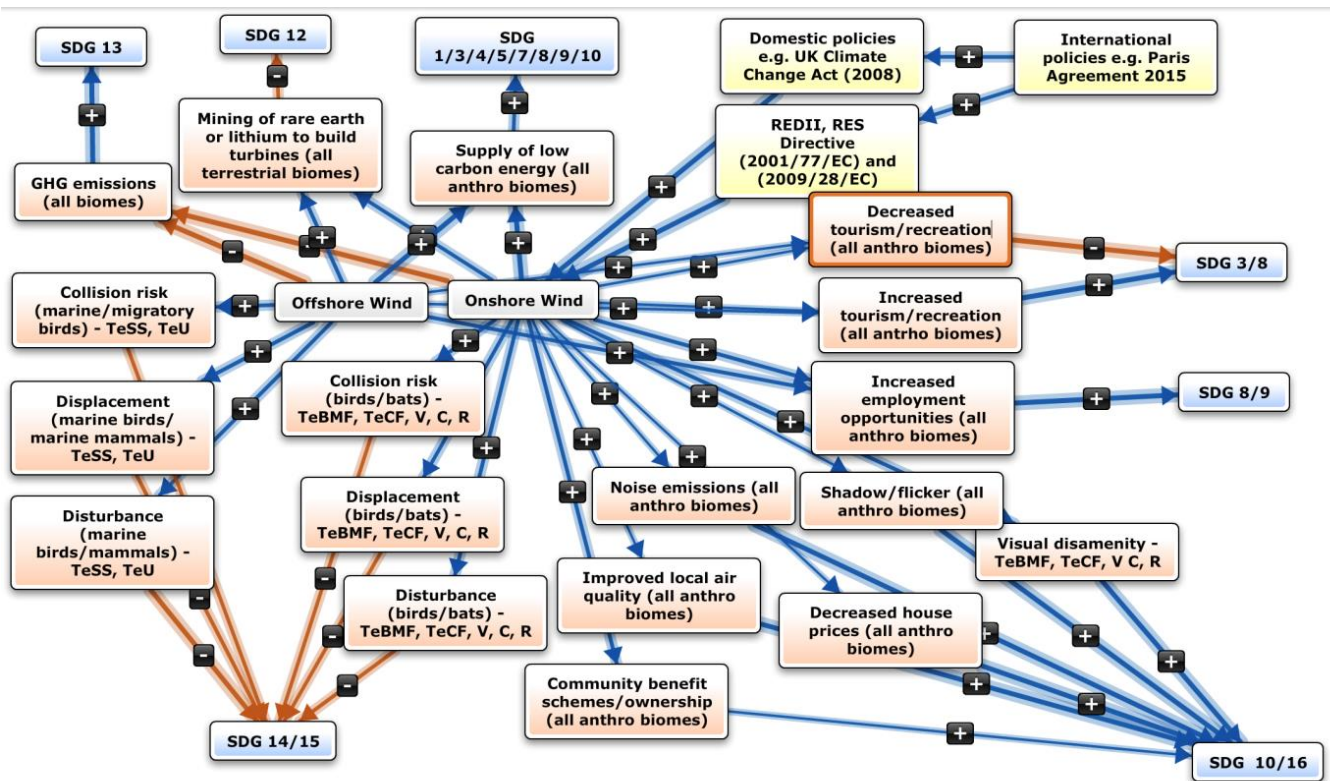 SDG 13
SDG 12
SDG
1/3/4/5/7/8/9/10
Domestic policies
e.g. UK Climate
Change Act (2008)
+
International
policies e.g. Paris
Agreement 2015
-
+
+
+
Mining of rare earth
or lithium to build
turbines (all
terrestrial biomes)
Supply of low
carbon energy (all
anthro biomes)
REDII, RES
Directive
(2001/77/EC) and
(2009/28/EC)
GHG emissions
(all biomes)
+
Decreased
tourism/recreation
(all anthro biomes)
-
SDG 3/8
-
+
-
+
+
+
+
+
Collision risk
(marine/migratory
birds) - TeSS, TeU
+
Offshore Wind
Onshore Wind
+
+
Increased
tourism/recreation
(all antrho biomes)
+
+
+
+
+
Displacement
(marine birds/
marine mammals) -
TeSS, TeU
+
Collision risk
(birds/bats) -
TeBMF, TeCF, V, C, R
+
+
+
Increased
employment
opportunities (all
anthro biomes)
+
SDG 8/9
+
+
+
Disturbance
(marine
birds/mammals) -
TeSS, TeU
Displacement
(birds/bats) -
TeBMF, TeCF, V, C, R
+
Noise emissions (all
anthro biomes)
Shadow/flicker (all
anthro biomes)
Visual disamenity -
TeBMF, TeCF, V C, R
-
-
Disturbance
(birds/bats) -
TeBMF, TeCF, V, C, R
Improved local air
quality (all anthro
biomes)
Decreased house
prices (all anthro
biomes)
+
+
-
-
-
+
+
+
Community benefit
schemes/ownership
(all anthro biomes)
+
SDG 14/15
SDG 10/16